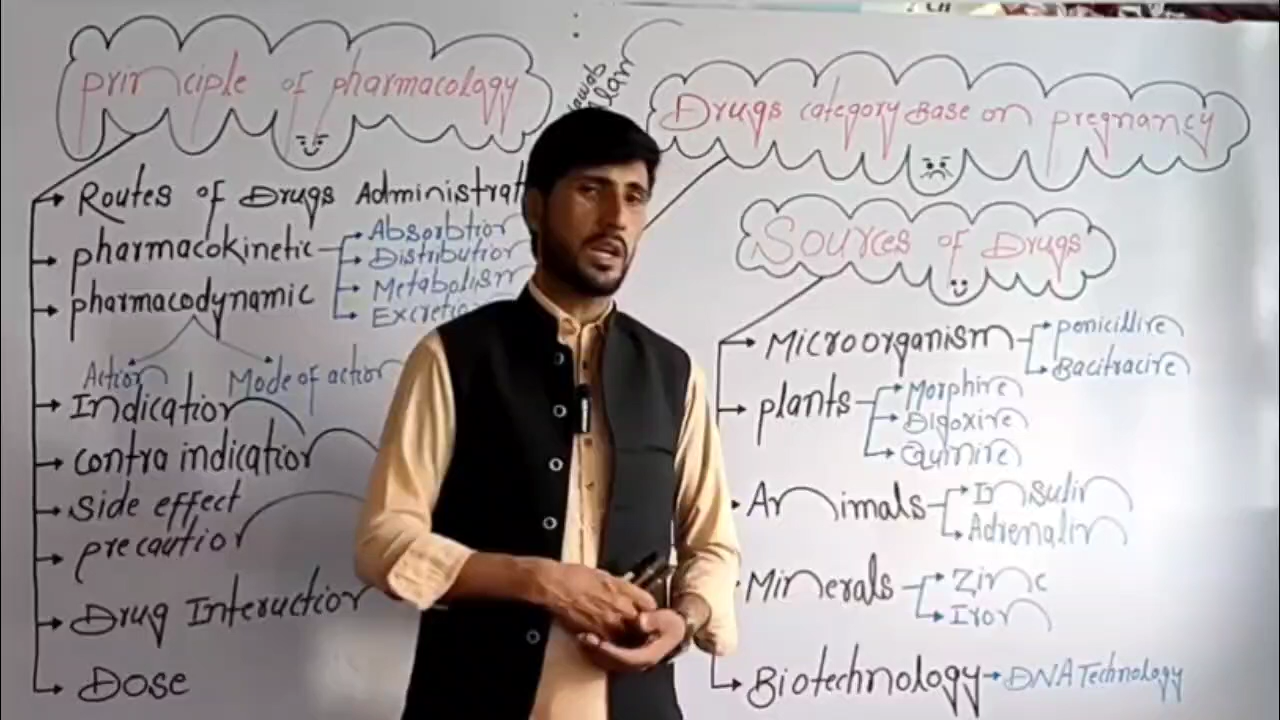 principle of pharmacology
Routes of Drugs Administrat
pharmacokinetic
Absorbtion
Distribution
Metabolism
Excretio
pharmacodynamic
Action
Mode of action
Indication
contra indication
side effect
precaution
Drug Interuction
Dose
Drugs category Base on pregnancy
Sources of Drugs
Microorganism
penicilline
Bacitracine
plants
Morphine
Digoxine
Quinine
Animals
Insulin
Adrenalin
Minerals
Zinc
Iron
Biotechnology
DNA Technology